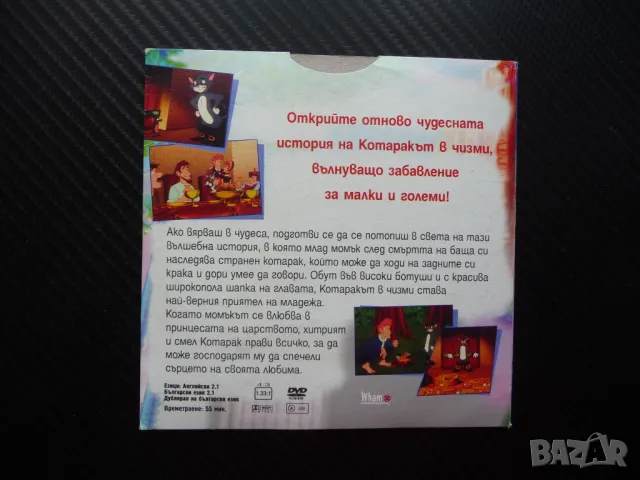 Открийте отново чудесната
история на Котаракът в чизми,
вълнуващо забавление
за малки и големи!
Ако вярваш в чудеса, подготви се да се потопиш в света на тази
вълшебна история, в която млад момък след смъртта на баща си
наследява странен котарак, който може да ходи на задните си
крака и дори умее да говори. Обут във високи ботуши и с красива
широкопола шапка на главата, Котаракът в чизми става
най-верния приятел на младежа.
Когато момъкът се влюбва в
принцесата на царството, хитрият
и смел Котарак прави всичко, за да
може господарят му да спечели
сърцето на своята любима.
Езици: Английски 2.1
Български език 2.1
Дублиран на български език
Времетраене: 55 мин.
4:3
1.33:1
DVD
Wham
BAZAR